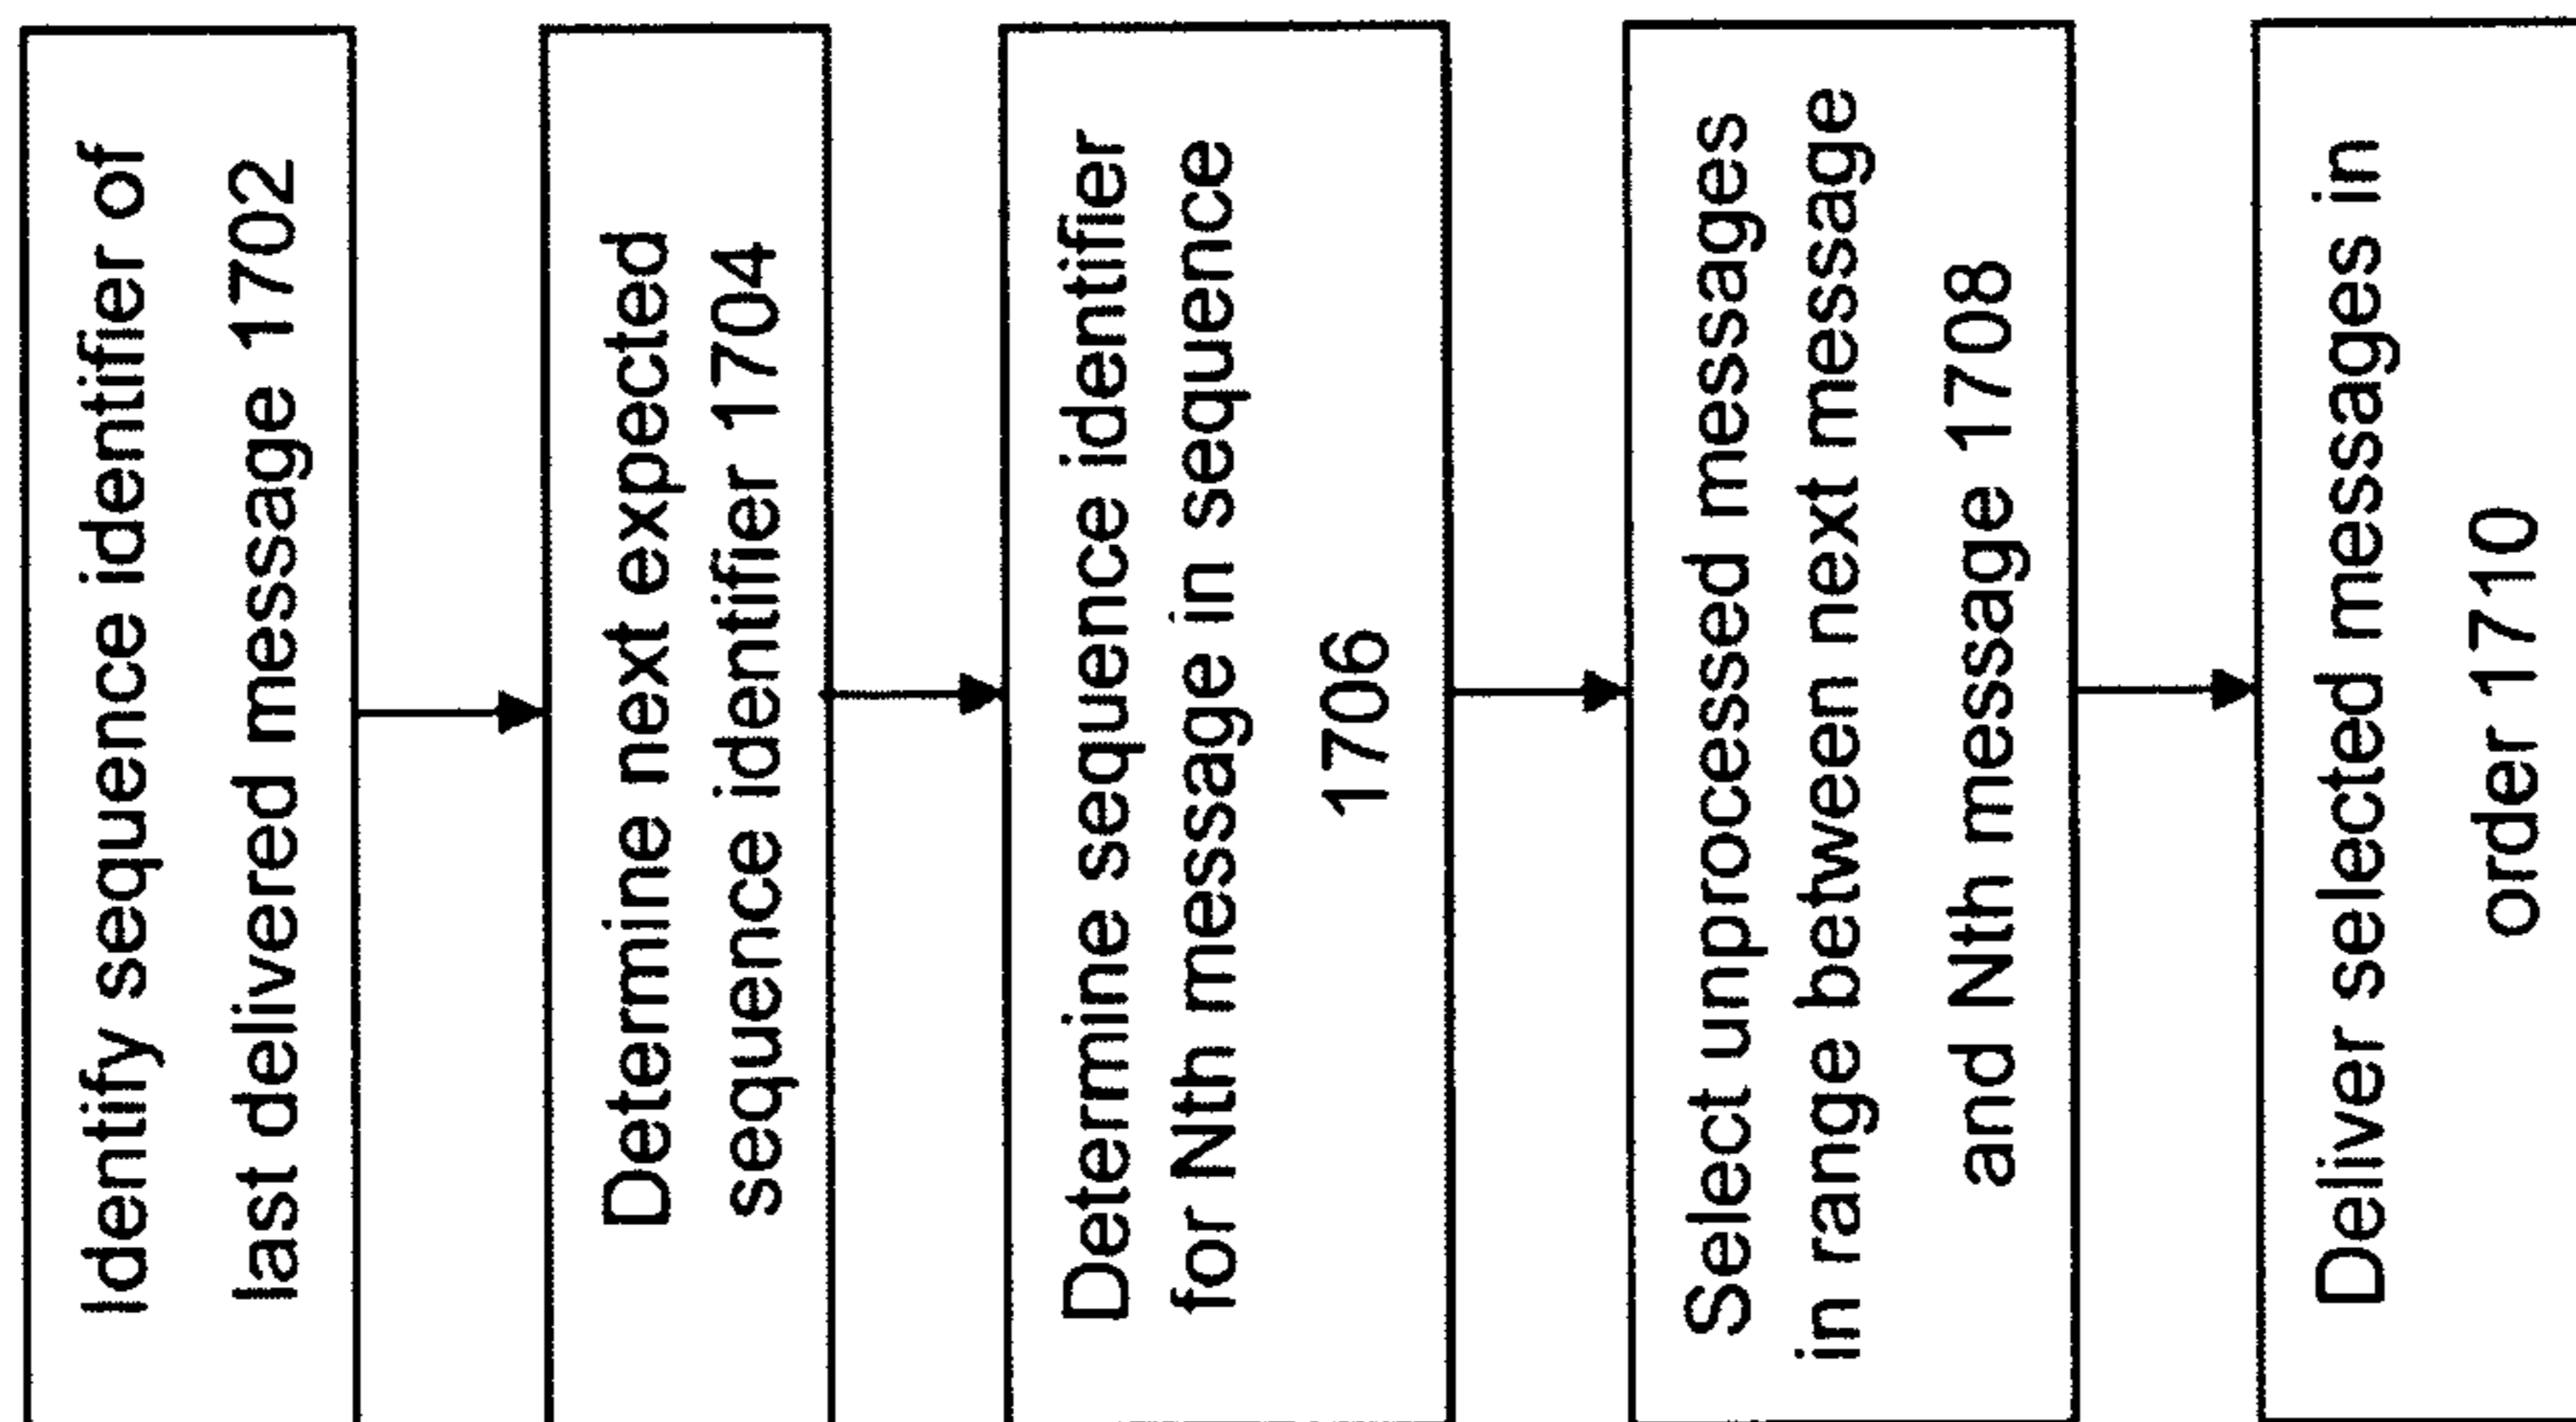 Identify sequence identifier of
last delivered message 1702
Determine next expected
sequence identifier 1704
Determine sequence identifier
for Nth message in sequence
1706
Select unprocessed messages
in range between next message
and Nth message 1708
Deliver selected messages in
order 1710